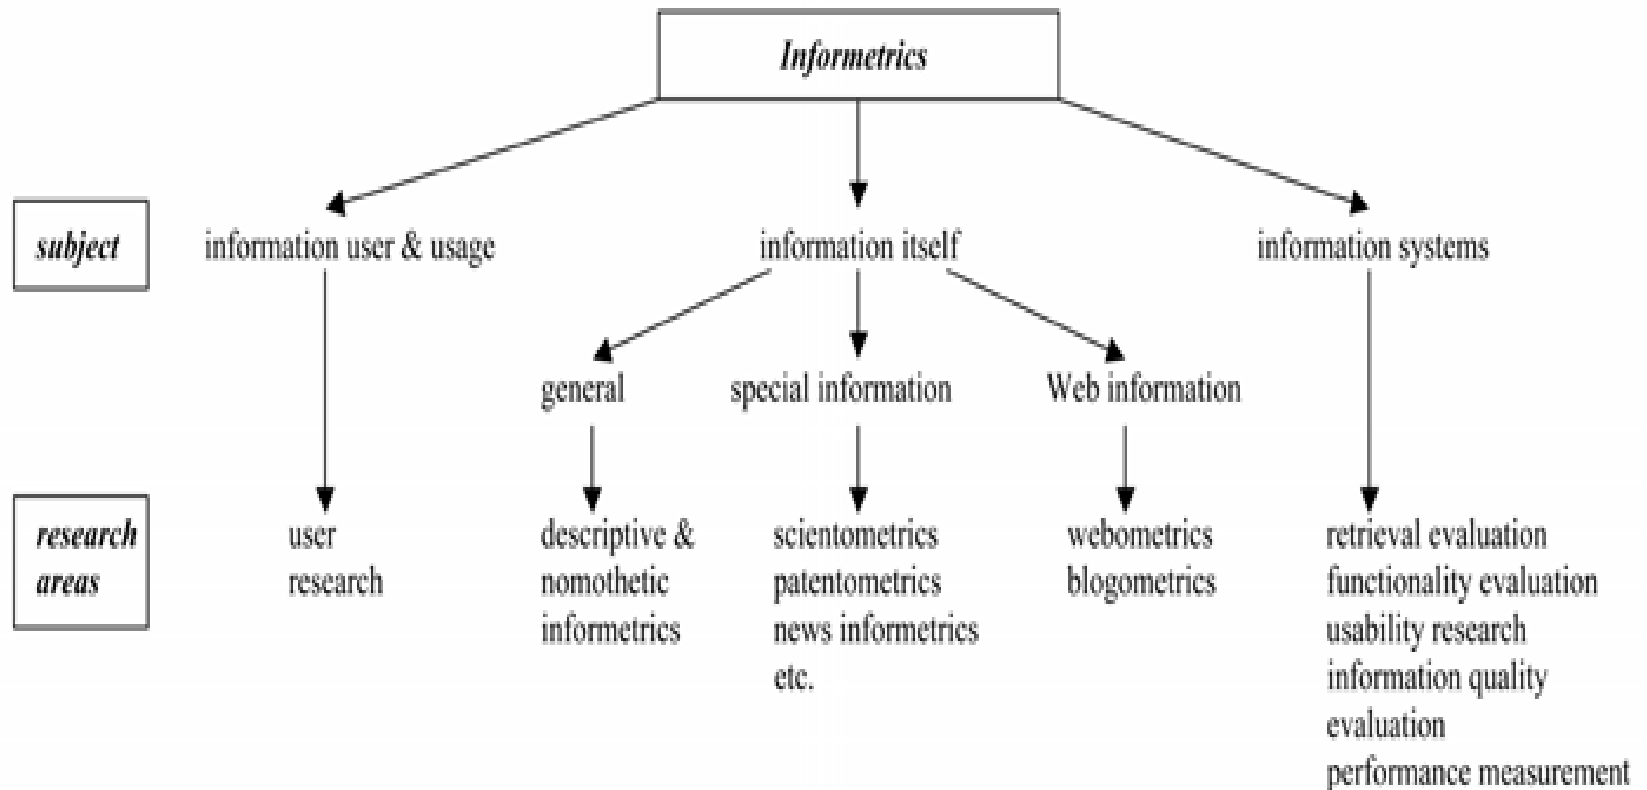 Informetrics
subject
information user & usage
information itself
information systems
general
special information
Web information
research
areas
user
research
descriptive &
nomothetic
informetrics
scientometrics
patentometrics
news informetrics
etc.
webometrics
blogometrics
retrieval evaluation
functionality evaluation
usability research
information quality
evaluation
performance measurement